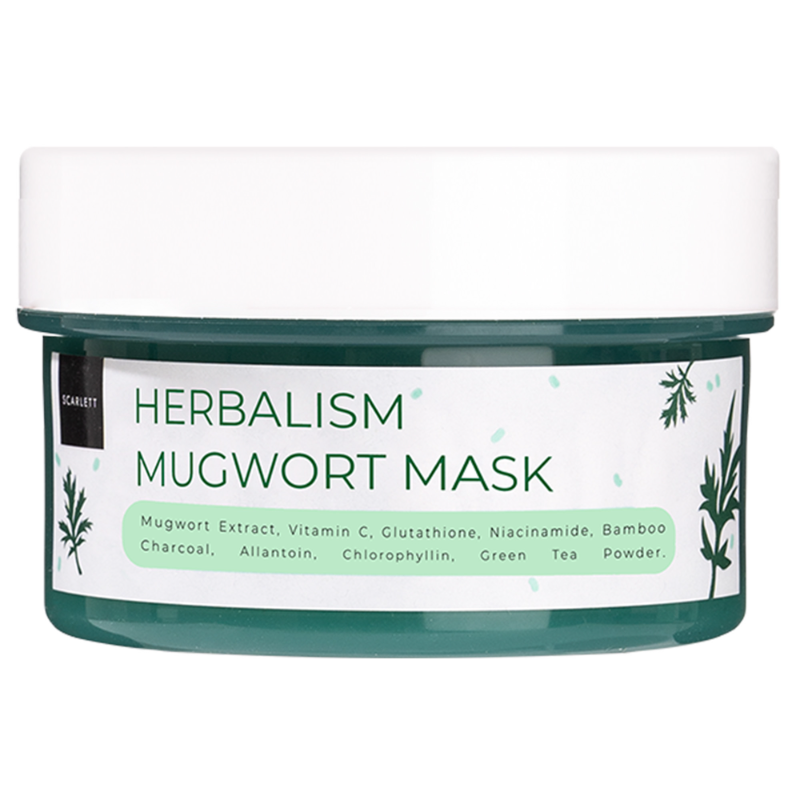 SCARLETT
HERBALISM
MUGWORT MASK
Mugwort Extract, Vitamin C, Glutathione, Niacinamide, Bamboo
Charcoal, Allantoin, Chlorophyllin, Green Tea Powder.